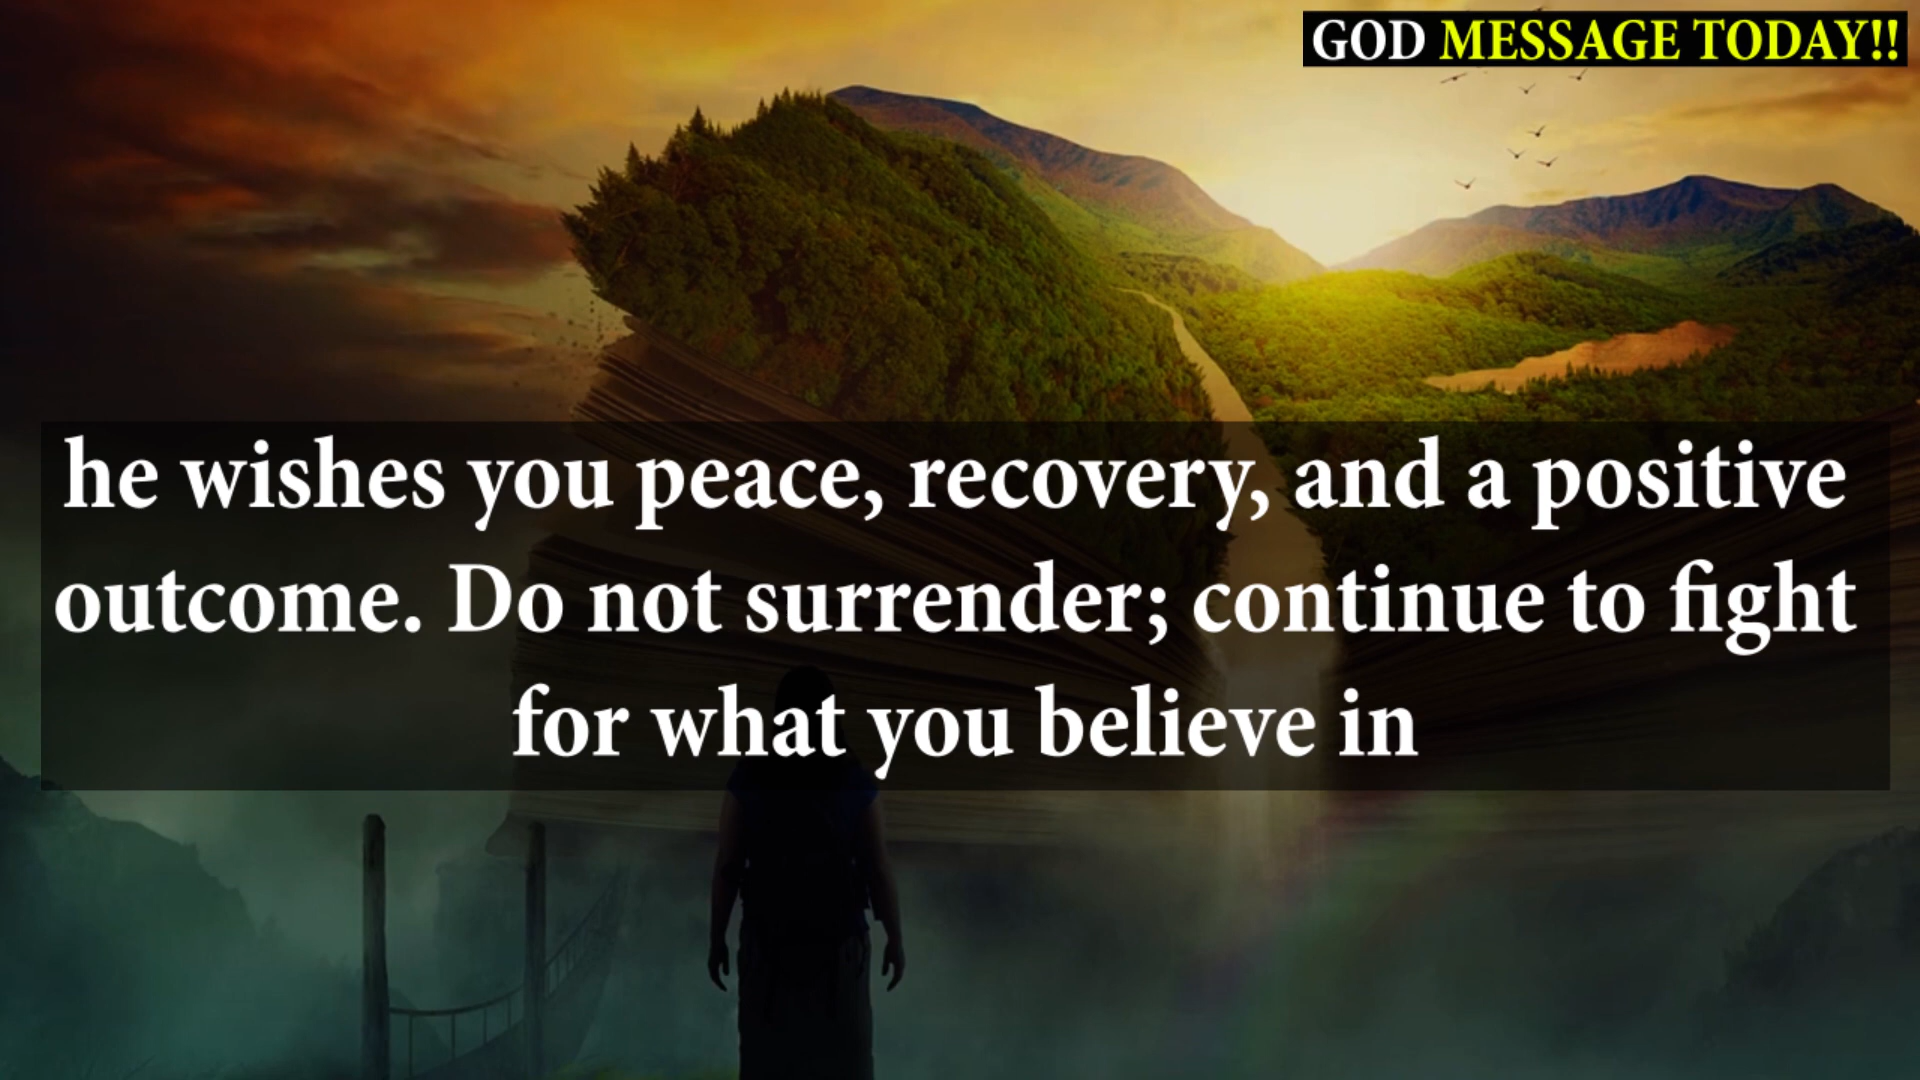 GOD MESSAGE TODAY!!
he wishes you peace, recovery, and a positive
outcome. Do not surrender; continue to fight
for what you believe in